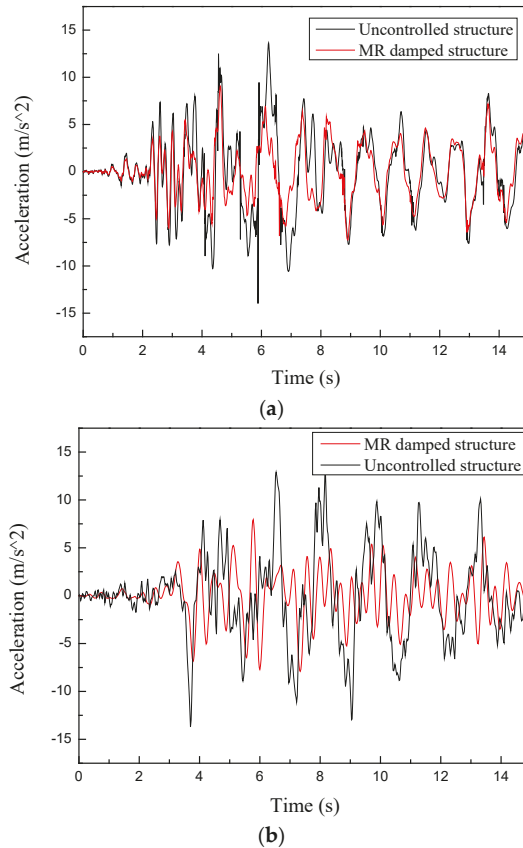 15
10
5
0
-5
-10
-15
Acceleration (m/s^2)
Uncontrolled structure
MR damped structure
0 2 4 6 8 10 12 14
Time (s)
(a)
15
10
5
0
-5
-10
-15
Acceleration (m/s^2)
MR damped structure
Uncontrolled structure
0 2 4 6 8 10 12 14
Time (s)
(b)